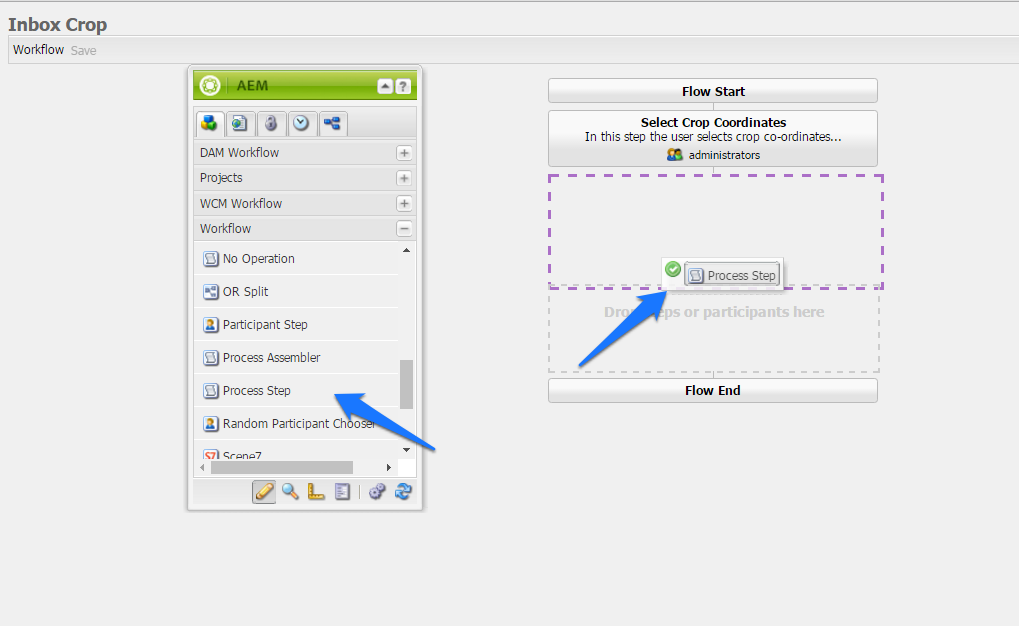 Inbox Crop
Workflow Save
AEM
?
DAM Workflow
Projects
WCM Workflow
Workflow
No Operation
OR Split
Participant Step
Process Assembler
Process Step
Random Participant Chooser
S7 Scene7
Flow Start
Select Crop Coordinates
In this step the user selects crop co-ordinates...
administrators
Process Step
Drop steps or participants here
Flow End